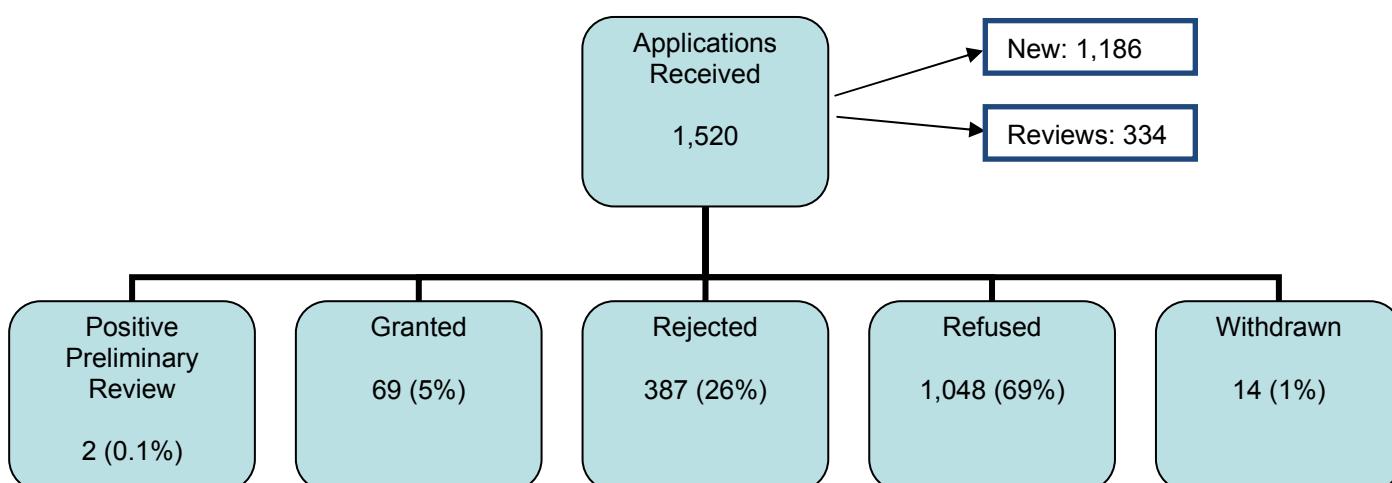 Applications
Received
1,520
New: 1,186
Reviews: 334
Positive
Preliminary
Review
2 (0.1%)
Granted
69 (5%)
Rejected
387 (26%)
Refused
1,048 (69%)
Withdrawn
14 (1%)